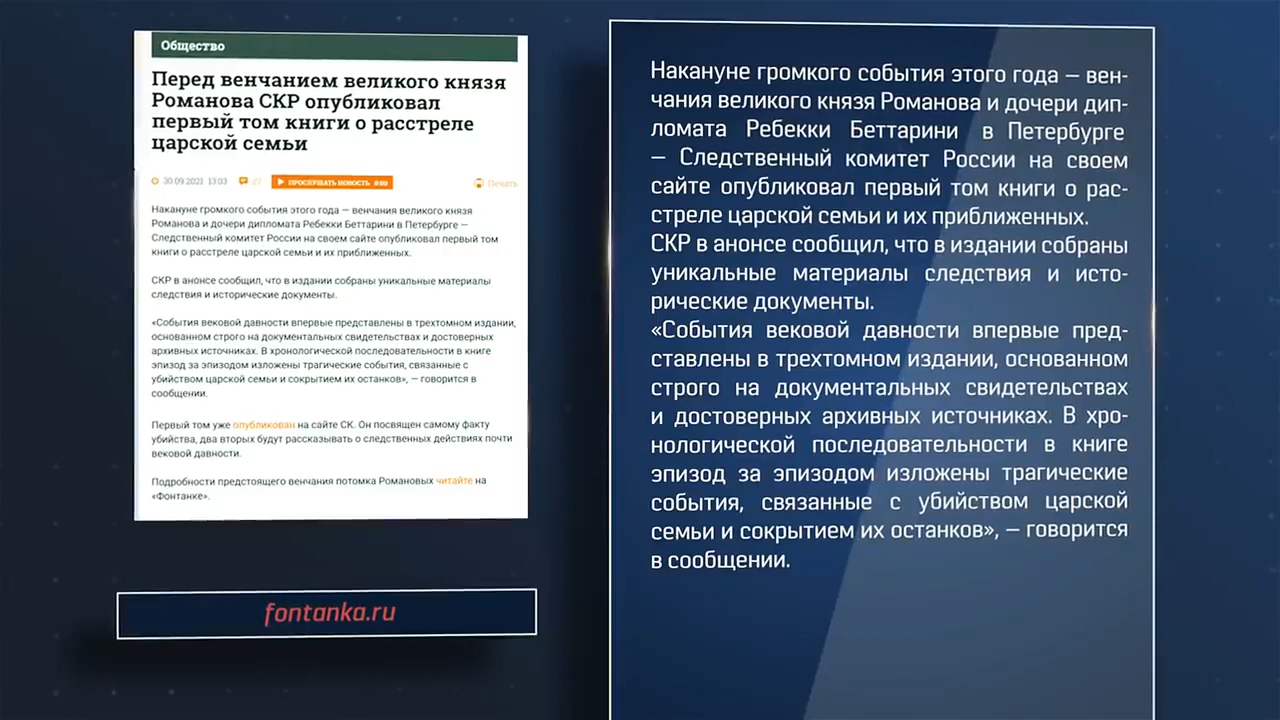 Общество
Перед венчанием великого князя
Романова СКР опубликовал
первый том книги о расстреле
царской семьи
30.09.2021 13:03 27 ПРОСЛУШАТЬ НОВОСТЬ Печать
Накануне громкого события этого года — венчания великого князя
Романова и дочери дипломата Ребекки Беттарини в Петербурге —
Следственный комитет России на своем сайте опубликовал первый том
книги о расстреле царской семьи и их приближенных.
СКР в анонсе сообщил, что в издании собраны уникальные материалы
следствия и исторические документы.
«События вековой давности впервые представлены в трехтомном издании,
основанном строго на документальных свидетельствах и достоверных
архивных источниках. В хронологической последовательности в книге
эпизод за эпизодом изложены трагические события, связанные с
убийством царской семьи и сокрытием их останков», — говорится в
сообщении.
Первый том уже опубликован на сайте СК. Он посвящен самому факту
убийства, два вторых будут рассказывать о следственных действиях почти
вековой давности.
Подробности предстоящего венчания потомка Романовых читайте на
«Фонтанке».
fontanka.ru
Накануне громкого события этого года — вен-
чания великого князя Романова и дочери дип-
ломата Ребекки Беттарини в Петербурге
— Следственный комитет России на своем
сайте опубликовал первый том книги о рас-
стреле царской семьи и их приближенных.
СКР в анонсе сообщил, что в издании собраны
уникальные материалы следствия и исто-
рические документы.
«События вековой давности впервые пред-
ставлены в трехтомном издании, основанном
строго на документальных свидетельствах
и достоверных архивных источниках. В хро-
нологической последовательности в книге
эпизод за эпизодом изложены трагические
события, связанные с убийством царской
семьи и сокрытием их останков», — говорится
в сообщении.